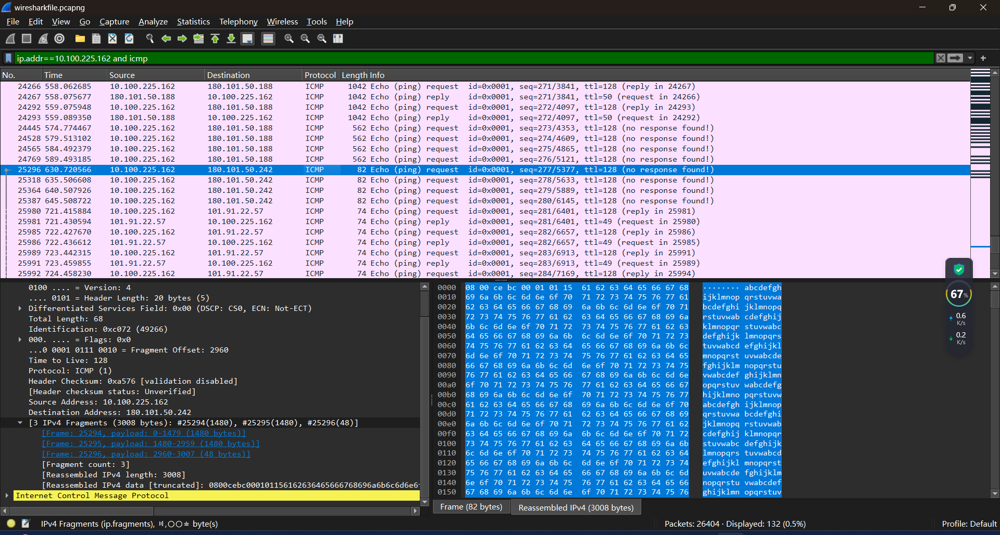 wiresharkfile.pcapng
File Edit View Go Capture Analyze Statistics Telephony Wireless Tools Help
ip.addr==10.100.225.162 and icmp
No. Time Source Destination Protocol Length Info
24266 558.062685 10.100.225.162 180.101.50.188 ICMP 1042 Echo (ping) request id=0x0001, seq=271/3841, ttl=128 (reply in 24267)
24267 558.075677 180.101.50.188 10.100.225.162 ICMP 1042 Echo (ping) reply id=0x0001, seq=271/3841, ttl=50 (request in 24266)
24292 559.075948 10.100.225.162 180.101.50.188 ICMP 1042 Echo (ping) request id=0x0001, seq=272/4097, ttl=128 (reply in 24293)
24293 559.089350 180.101.50.188 10.100.225.162 ICMP 1042 Echo (ping) reply id=0x0001, seq=272/4097, ttl=50 (request in 24292)
24445 574.774467 10.100.225.162 180.101.50.188 ICMP 562 Echo (ping) request id=0x0001, seq=273/4353, ttl=128 (no response found!)
24528 579.513102 10.100.225.162 180.101.50.188 ICMP 562 Echo (ping) request id=0x0001, seq=274/4609, ttl=128 (no response found!)
24565 584.492379 10.100.225.162 180.101.50.188 ICMP 562 Echo (ping) request id=0x0001, seq=275/4865, ttl=128 (no response found!)
24769 589.493185 10.100.225.162 180.101.50.188 ICMP 562 Echo (ping) request id=0x0001, seq=276/5121, ttl=128 (no response found!)
25296 630.720566 10.100.225.162 180.101.50.242 ICMP 82 Echo (ping) request id=0x0001, seq=277/5377, ttl=128 (no response found!)
25318 635.506608 10.100.225.162 180.101.50.242 ICMP 82 Echo (ping) request id=0x0001, seq=278/5633, ttl=128 (no response found!)
25364 640.507926 10.100.225.162 180.101.50.242 ICMP 82 Echo (ping) request id=0x0001, seq=279/5889, ttl=128 (no response found!)
25387 645.508722 10.100.225.162 180.101.50.242 ICMP 82 Echo (ping) request id=0x0001, seq=280/6145, ttl=128 (no response found!)
25980 721.415884 10.100.225.162 101.91.22.57 ICMP 74 Echo (ping) request id=0x0001, seq=281/6401, ttl=128 (reply in 25981)
25981 721.430594 101.91.22.57 10.100.225.162 ICMP 74 Echo (ping) reply id=0x0001, seq=281/6401, ttl=49 (request in 25980)
25985 722.427670 10.100.225.162 101.91.22.57 ICMP 74 Echo (ping) request id=0x0001, seq=282/6657, ttl=128 (reply in 25986)
25986 722.436612 101.91.22.57 10.100.225.162 ICMP 74 Echo (ping) reply id=0x0001, seq=282/6657, ttl=49 (request in 25985)
25989 723.442315 10.100.225.162 101.91.22.57 ICMP 74 Echo (ping) request id=0x0001, seq=283/6913, ttl=128 (reply in 25991)
25991 723.459855 101.91.22.57 10.100.225.162 ICMP 74 Echo (ping) reply id=0x0001, seq=283/6913, ttl=49 (request in 25989)
25992 724.458230 10.100.225.162 101.91.22.57 ICMP 74 Echo (ping) request id=0x0001, seq=284/7169, ttl=128 (reply in 25994)
0100 .... = Version: 4
.... 0101 = Header Length: 20 bytes (5)
Differentiated Services Field: 0x00 (DSCP: CS0, ECN: Not-ECT)
Total Length: 68
Identification: 0xc072 (49266)
000. .... = Flags: 0x0
...0 0001 0111 0010 = Fragment Offset: 2960
Time to Live: 128
Protocol: ICMP (1)
Header Checksum: 0xa576 [validation disabled]
[Header checksum status: Unverified]
Source Address: 10.100.225.162
Destination Address: 180.101.50.242
[3 IPv4 Fragments (3008 bytes): #25294(1480), #25295(1480), #25296(48)]
[Frame: 25294, payload: 0-1479 (1480 bytes)]
[Frame: 25295, payload: 1480-2959 (1480 bytes)]
[Frame: 25296, payload: 2960-3007 (48 bytes)]
[Fragment count: 3]
[Reassembled IPv4 length: 3008]
[Reassembled IPv4 data [truncated]: 0800cebc000101156162636465666768696a6b6c6d6e6
Internet Control Message Protocol
0000 08 00 ce bc 00 01 01 15 61 62 63 64 65 66 67 68 ········ abcdefgh
0010 69 6a 6b 6c 6d 6e 6f 70 71 72 73 74 75 76 77 61 ijklmnop qrstuvwa
0020 62 63 64 65 66 67 68 69 6a 6b 6c 6d 6e 6f 70 71 bcdefghi jklmnopq
0030 72 73 74 75 76 77 61 62 63 64 65 66 67 68 69 6a rstuvwab cdefghij
0040 6b 6c 6d 6e 6f 70 71 72 73 74 75 76 77 61 62 63 klmnopqr stuvwabc
0050 64 65 66 67 68 69 6a 6b 6c 6d 6e 6f 70 71 72 73 defghijk lmnopqrs
0060 74 75 76 77 61 62 63 64 65 66 67 68 69 6a 6b 6c tuvwabcd efghijkl
0070 6d 6e 6f 70 71 72 73 74 75 76 77 61 62 63 64 65 mnopqrst uvwabcde
0080 66 67 68 69 6a 6b 6c 6d 6e 6f 70 71 72 73 74 75 fghijklm nopqrstu
0090 76 77 61 62 63 64 65 66 67 68 69 6a 6b 6c 6d 6e vwabcdef ghijklmn
00a0 6f 70 71 72 73 74 75 76 77 61 62 63 64 65 66 67 opqrstuv wabcdefg
00b0 68 69 6a 6b 6c 6d 6e 6f 70 71 72 73 74 75 76 77 hijklmno pqrstuvw
00c0 61 62 63 64 65 66 67 68 69 6a 6b 6c 6d 6e 6f 70 abcdefgh ijklmnop
00d0 71 72 73 74 75 76 77 61 62 63 64 65 66 67 68 69 qrstuvwa bcdefghi
00e0 6a 6b 6c 6d 6e 6f 70 71 72 73 74 75 76 77 61 62 jklmnopq rstuvwab
00f0 63 64 65 66 67 68 69 6a 6b 6c 6d 6e 6f 70 71 72 cdefghij klmnopqr
0100 73 74 75 76 77 61 62 63 64 65 66 67 68 69 6a 6b stuvwabc defghijk
0110 6c 6d 6e 6f 70 71 72 73 74 75 76 77 61 62 63 64 lmnopqrs tuvwabcd
0120 65 66 67 68 69 6a 6b 6c 6d 6e 6f 70 71 72 73 74 efghijkl mnopqrst
0130 75 76 77 61 62 63 64 65 66 67 68 69 6a 6b 6c 6d uvwabcde fghijklm
0140 6e 6f 70 71 72 73 74 75 76 77 61 62 63 64 65 66 nopqrstu vwabcdef
0150 67 68 69 6a 6b 6c 6d 6e 6f 70 71 72 73 74 75 76 ghijklmn opqrstuv
67%
0.6
K/s
0.2
K/s
Frame (82 bytes) Reassembled IPv4 (3008 bytes)
IPv4 Fragments (ip.fragments), byte(s)
Packets: 26404 · Displayed: 132 (0.5%)
Profile: Default